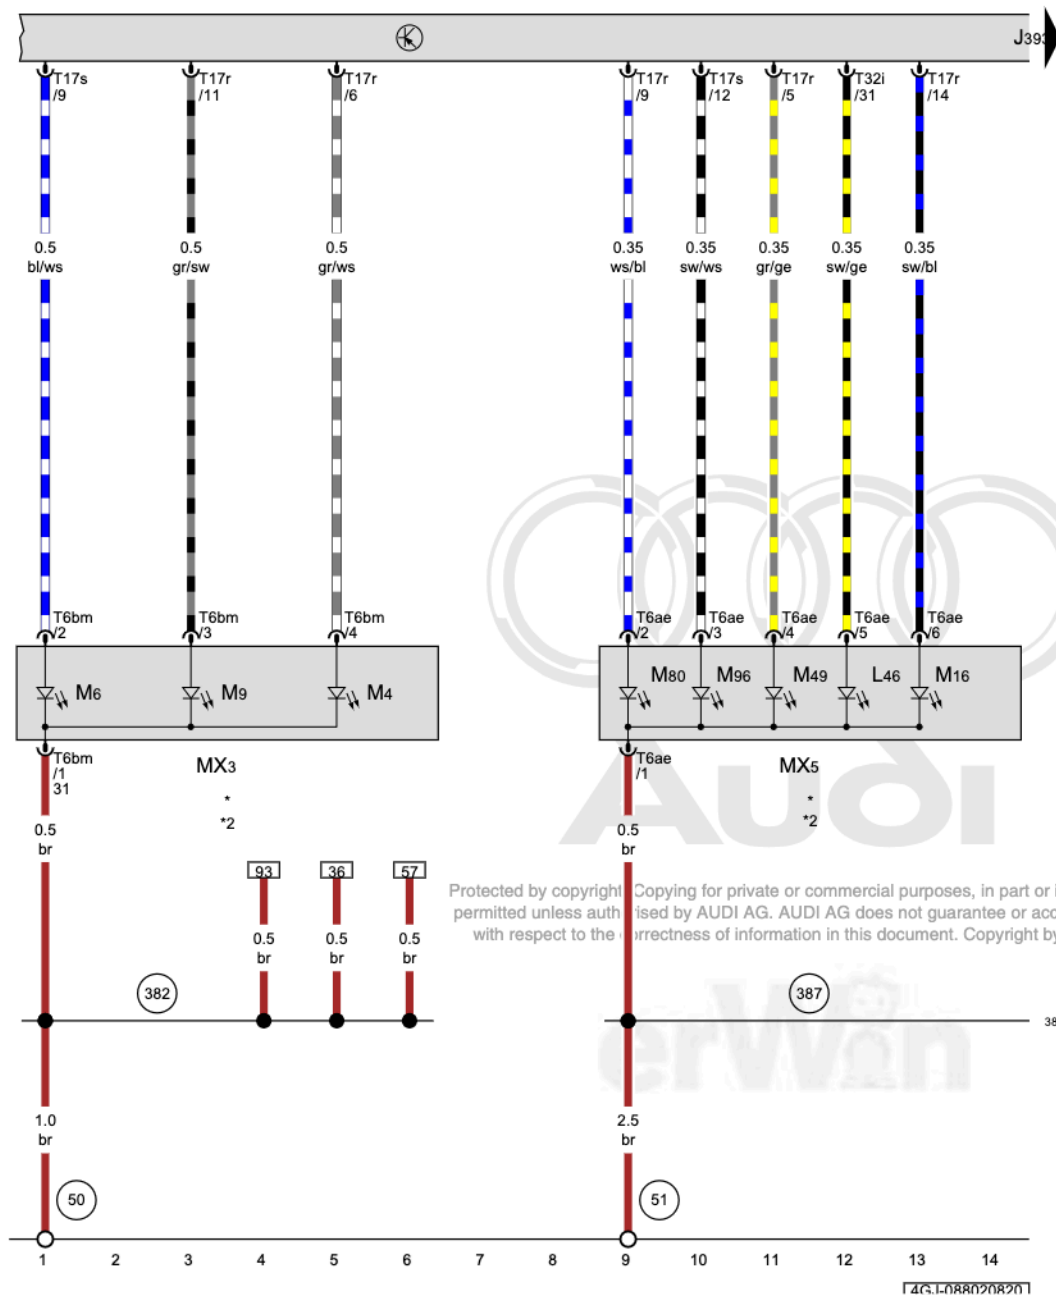 J393
T17s
/9
T17r
/11
T17r
/6
T17r
/9
T17s
/12
T17r
/5
T32i
/31
T17r
/14
0.5 0.5 0.5 0.35 0.35 0.35 0.35 0.35
bl/ws gr/sw gr/ws ws/bl sw/ws gr/ge sw/ge sw/bl
T6bm
/2
T6bm
/3
T6bm
/4
T6ae
/2
T6ae
/3
T6ae
/4
T6ae
/5
T6ae
/6
M6 M9 M4 M80 M96 M49 L46 M16
T6bm
/1
31
MX3
*
*2
T6ae
/1
MX5
*
*2
Audi
0.5
br
0.5
br
93 36 57
Protected by copyright. Copying for private or commercial purposes, in part or
permitted unless authorised by AUDI AG. AUDI AG does not guarantee or acc
with respect to the correctness of information in this document. Copyright by
0.5 0.5 0.5
br br br
382 387
38
erWin
1.0
br
2.5
br
50 51
1 2 3 4 5 6 7 8 9 10 11 12 13 14
4GJ-088020820